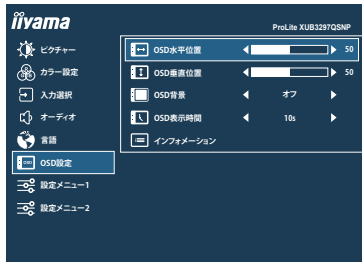 iiyama
ProLite XUB3297QSNP
ピクチャー
カラー設定
入力選択
オーディオ
言語
OSD設定
設定メニュー1
設定メニュー2
OSD水平位置 50
OSD垂直位置 50
OSD背景 オフ
OSD表示時間 10s
インフォメーション